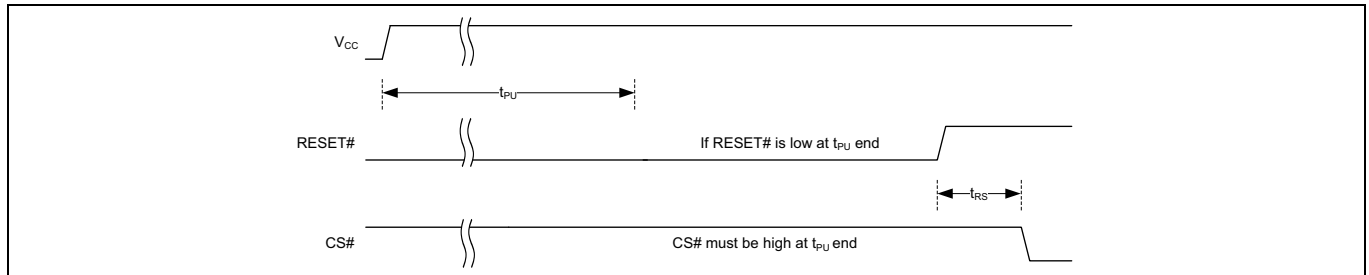 VCC
tPU
RESET#
If RESET# is low at tPU end
tRS
CS#
CS# must be high at tPU end